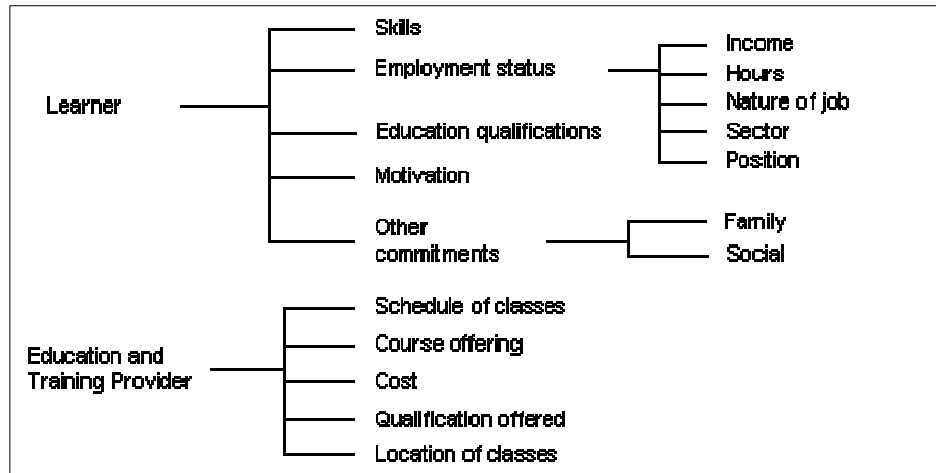 Learner
Skills
Employment status
Income
Hours
Nature of job
Sector
Position
Education qualifications
Motivation
Other
commitments
Family
Social
Education and
Training Provider
Schedule of classes
Course offering
Cost
Qualification offered
Location of classes